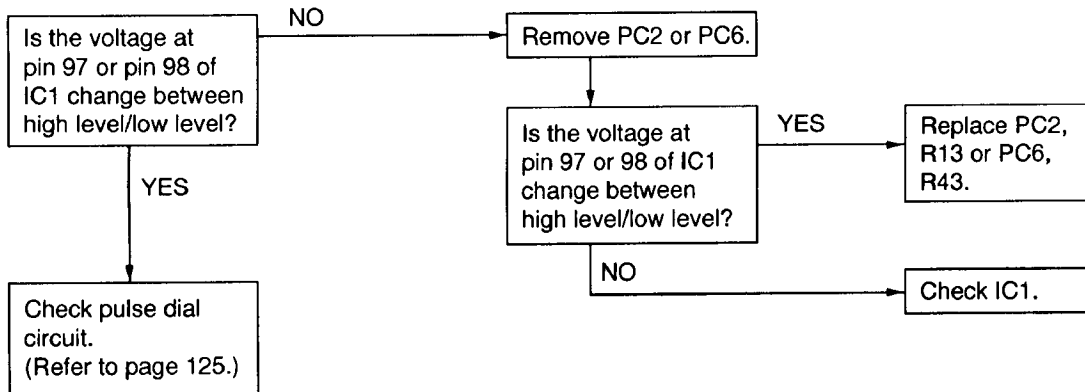 Is the voltage at
pin 97 or pin 98 of
IC1 change between
high level/low level?
NO
Remove PC2 or PC6.
Is the voltage at
pin 97 or 98 of IC1
change between
high level/low level?
YES
Replace PC2,
R13 or PC6,
R43.
NO
Check IC1.
YES
Check pulse dial
circuit.
(Refer to page 125.)